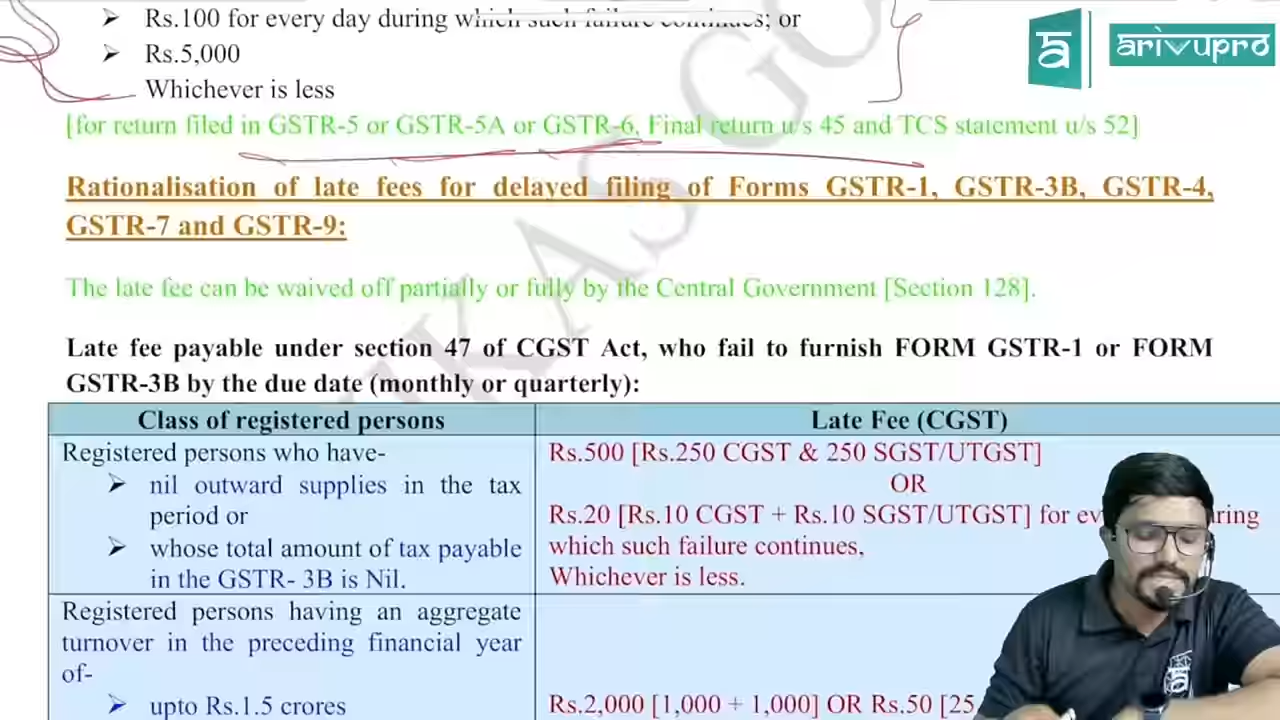 Rs.100 for every day during which such failure continues; or
Rs.5,000
Whichever is less
[for return filed in GSTR-5 or GSTR-5A or GSTR-6, Final return u/s 45 and TCS statement u/s 52]
Rationalisation of late fees for delayed filing of Forms GSTR-1, GSTR-3B, GSTR-4,
GSTR-7 and GSTR-9:
The late fee can be waived off partially or fully by the Central Government [Section 128].
Late fee payable under section 47 of CGST Act, who fail to furnish FORM GSTR-1 or FORM
GSTR-3B by the due date (monthly or quarterly):
Class of registered persons
Late Fee (CGST)
Registered persons who have-
nil outward supplies in the tax
period or
whose total amount of tax payable
in the GSTR- 3B is Nil.
Rs.500 [Rs.250 CGST & 250 SGST/UTGST]
OR
Rs.20 [Rs.10 CGST + Rs.10 SGST/UTGST] for
which such failure continues,
Whichever is less.
Registered persons having an aggregate
turnover in the preceding financial year
of-
upto Rs.1.5 crores
Rs.2,000 [1,000 + 1,000] OR Rs.50 [25
arivupro